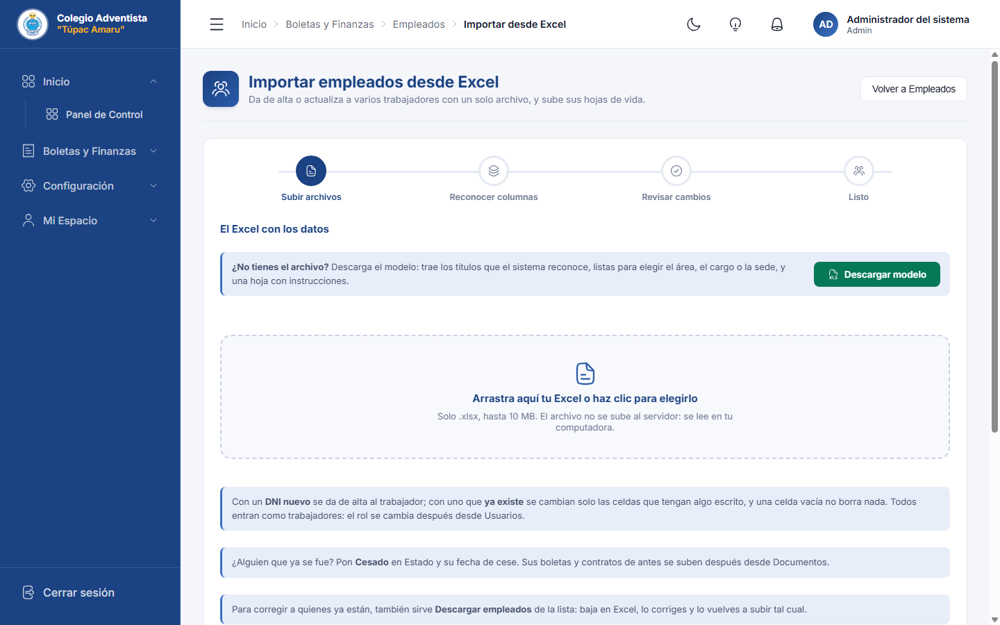 Colegio Adventista
"Túpac Amaru"
Inicio
Panel de Control
Boletas y Finanzas
Configuración
Mi Espacio
Cerrar sesión
Inicio > Boletas y Finanzas > Empleados > Importar desde Excel
AD
Administrador del sistema
Admin
Importar empleados desde Excel
Da de alta o actualiza a varios trabajadores con un solo archivo, y sube sus hojas de vida.
Volver a Empleados
Subir archivos
Reconocer columnas
Revisar cambios
Listo
El Excel con los datos
¿No tienes el archivo? Descarga el modelo: trae los títulos que el sistema reconoce, listas para elegir el área, el cargo o la sede, y
una hoja con instrucciones.
XLS Descargar modelo
Arrastra aquí tu Excel o haz clic para elegirlo
Solo .xlsx, hasta 10 MB. El archivo no se sube al servidor: se lee en tu
computadora.
Con un DNI nuevo se da de alta al trabajador; con uno que ya existe se cambian solo las celdas que tengan algo escrito, y una celda vacía no borra nada. Todos
entran como trabajadores: el rol se cambia después desde Usuarios.
¿Alguien que ya se fue? Pon Cesado en Estado y su fecha de cese. Sus boletas y contratos de antes se suben después desde Documentos.
Para corregir a quienes ya están, también sirve Descargar empleados de la lista: baja en Excel, lo corriges y lo vuelves a subir tal cual.